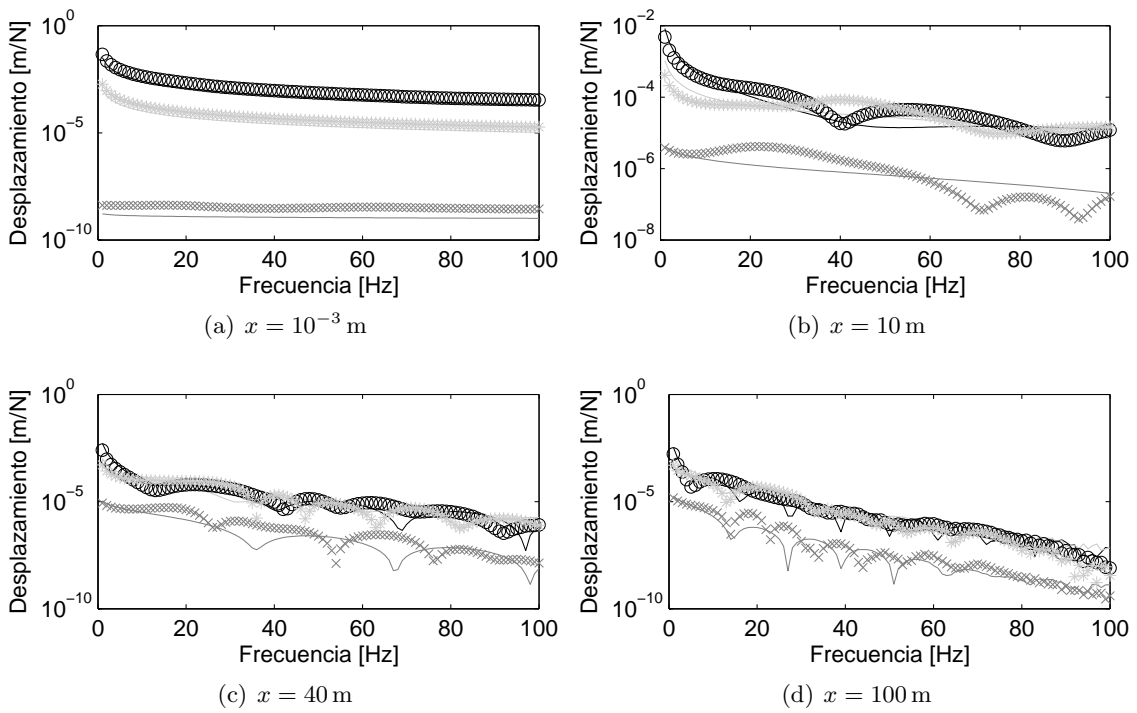 Desplazamiento [m/N]
10^0
10^−5
10^−10
0 20 40 60 80 100
Frecuencia [Hz]
(a) x = 10^−3 m
Desplazamiento [m/N]
10^−2
10^−4
10^−6
10^−8
0 20 40 60 80 100
Frecuencia [Hz]
(b) x = 10 m
Desplazamiento [m/N]
10^0
10^−5
10^−10
0 20 40 60 80 100
Frecuencia [Hz]
(c) x = 40 m
Desplazamiento [m/N]
10^0
10^−5
10^−10
0 20 40 60 80 100
Frecuencia [Hz]
(d) x = 100 m